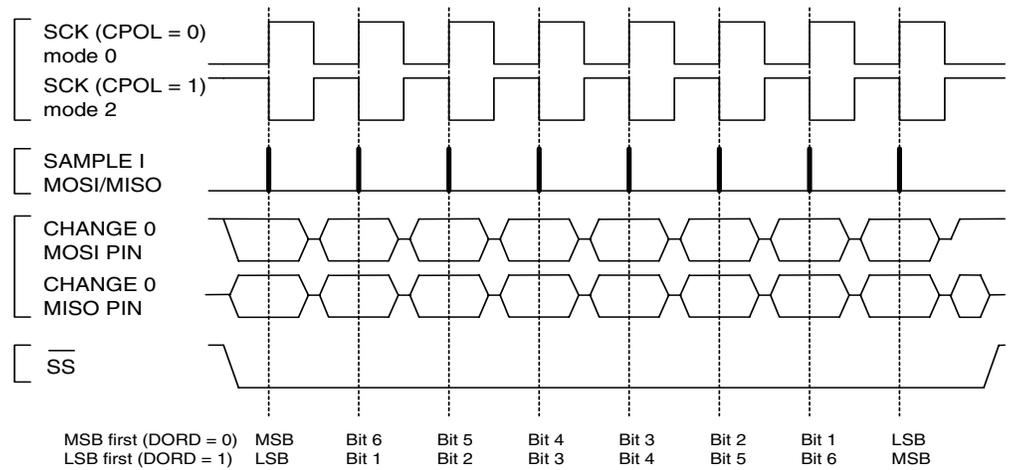 SCK (CPOL = 0)
mode 0
SCK (CPOL = 1)
mode 2
SAMPLE I
MOSI/MISO
CHANGE 0
MOSI PIN
CHANGE 0
MISO PIN
SS
MSB first (DORD = 0) MSB Bit 6 Bit 5 Bit 4 Bit 3 Bit 2 Bit 1 LSB
LSB first (DORD = 1) LSB Bit 1 Bit 2 Bit 3 Bit 4 Bit 5 Bit 6 MSB